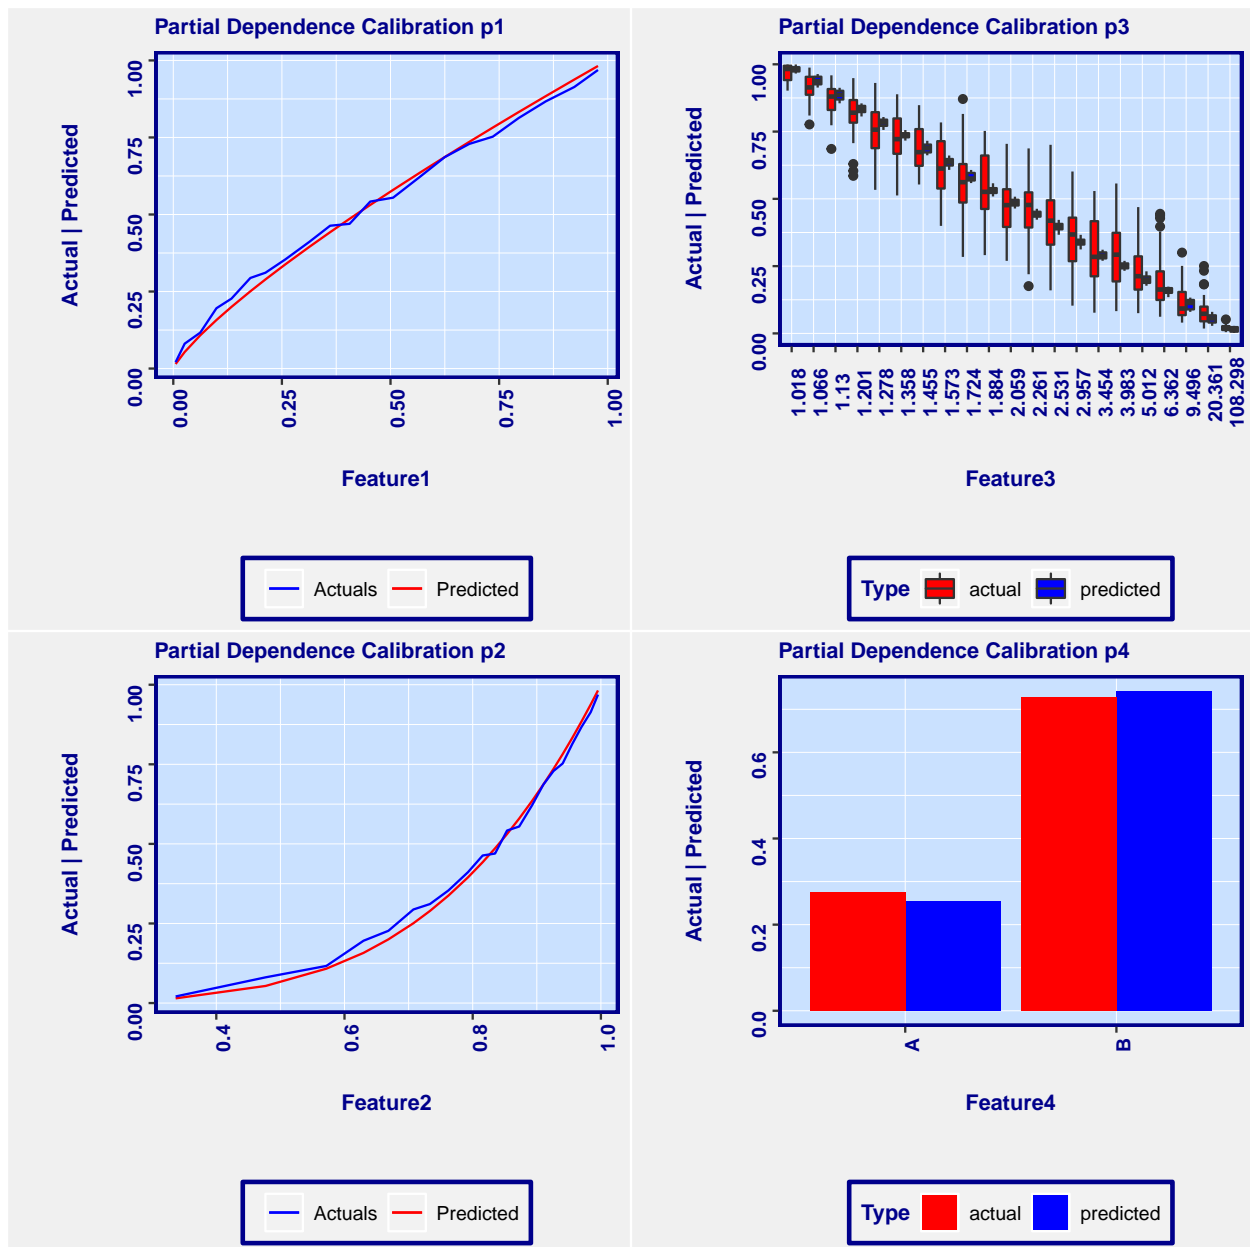 Partial Dependence Calibration p1
Actual | Predicted
1.00
0.75
0.50
0.25
0.00
0.00 0.25 0.50 0.75 1.00
Feature1
Actuals Predicted
Partial Dependence Calibration p3
Actual | Predicted
1.00
0.75
0.50
0.25
0.00
1.018 1.066 1.13 1.201 1.278 1.358 1.455 1.573 1.724 1.884 2.059 2.261 2.531 2.957 3.454 3.983 5.012 6.362 9.496 20.361 108.298
Feature3
Type actual predicted
Partial Dependence Calibration p2
Actual | Predicted
1.00
0.75
0.50
0.25
0.00
0.4 0.6 0.8 1.0
Feature2
Actuals Predicted
Partial Dependence Calibration p4
Actual | Predicted
0.6
0.4
0.2
0.0
A B
Feature4
Type actual predicted